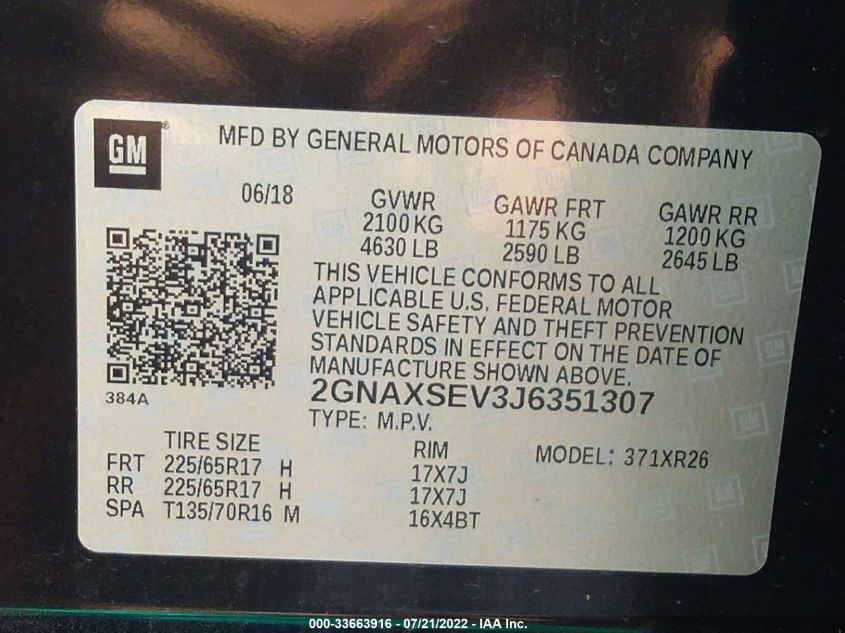 GM®
MFD BY GENERAL MOTORS OF CANADA COMPANY
06/18
GVWR
2100 KG
4630 LB
GAWR FRT
1175 KG
2590 LB
GAWR RR
1200 KG
2645 LB
THIS VEHICLE CONFORMS TO ALL
APPLICABLE U.S. FEDERAL MOTOR
VEHICLE SAFETY AND THEFT PREVENTION
STANDARDS IN EFFECT ON THE DATE OF
MANUFACTURE SHOWN ABOVE.
384A
2GNAXSEV3J6351307
TYPE: M.P.V.
TIRE SIZE RIM MODEL: 371XR26
FRT 225/65R17 H 17X7J
RR 225/65R17 H 17X7J
SPA T135/70R16 M 16X4BT
000-33663916 - 07/21/2022 - IAA Inc.